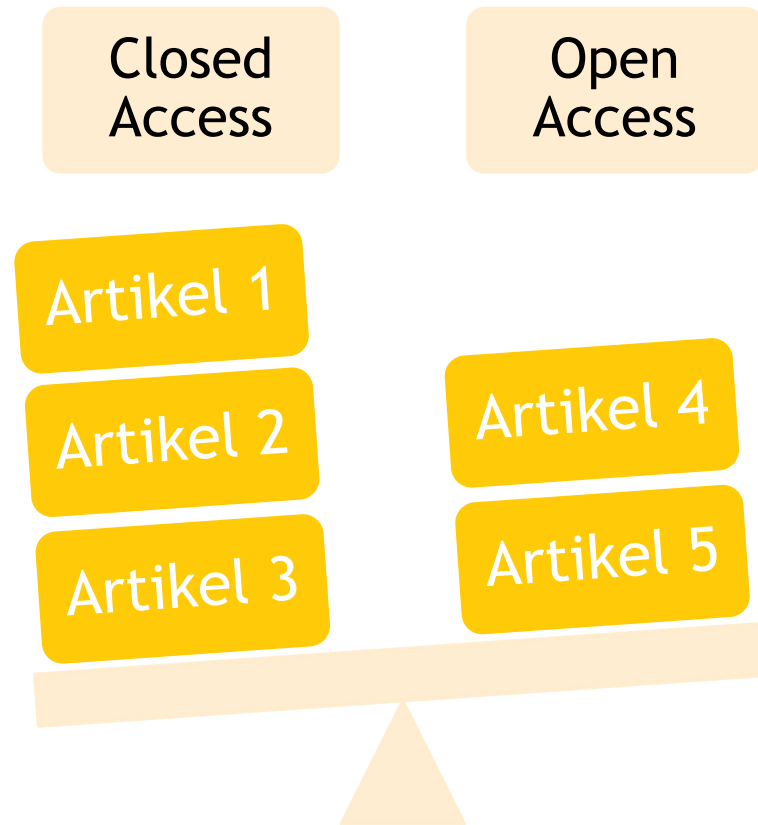 Closed
Access
Open
Access
Artikel 1
Artikel 2
Artikel 3
Artikel 4
Artikel 5